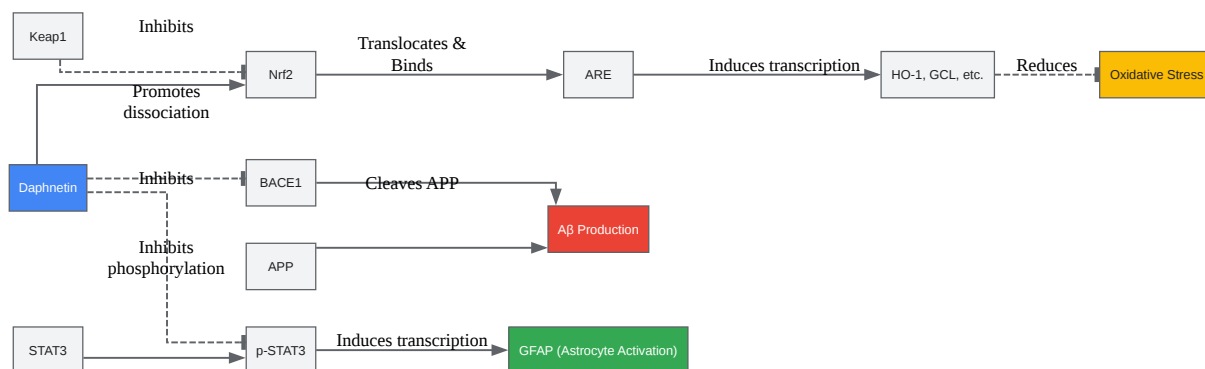 Keap1
Inhibits
Nrf2
Translocates &
Binds
ARE
Induces transcription
HO-1, GCL, etc.
Reduces
Oxidative Stress
Promotes
dissociation
Daphnetin
Inhibits
BACE1
Cleaves APP
Aβ Production
Inhibits
phosphorylation
APP
STAT3
p-STAT3
Induces transcription
GFAP (Astrocyte Activation)